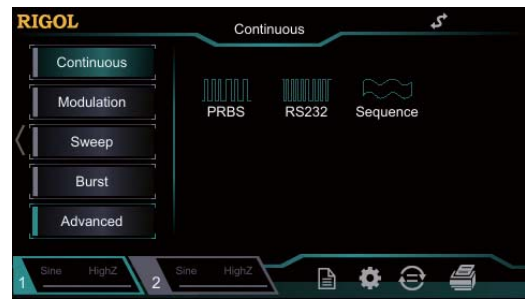 RIGOL
Continuous
Continuous
Modulation
Sweep
Burst
Advanced
PRBS
RS232
Sequence
1
Sine
HighZ
2
Sine
HighZ